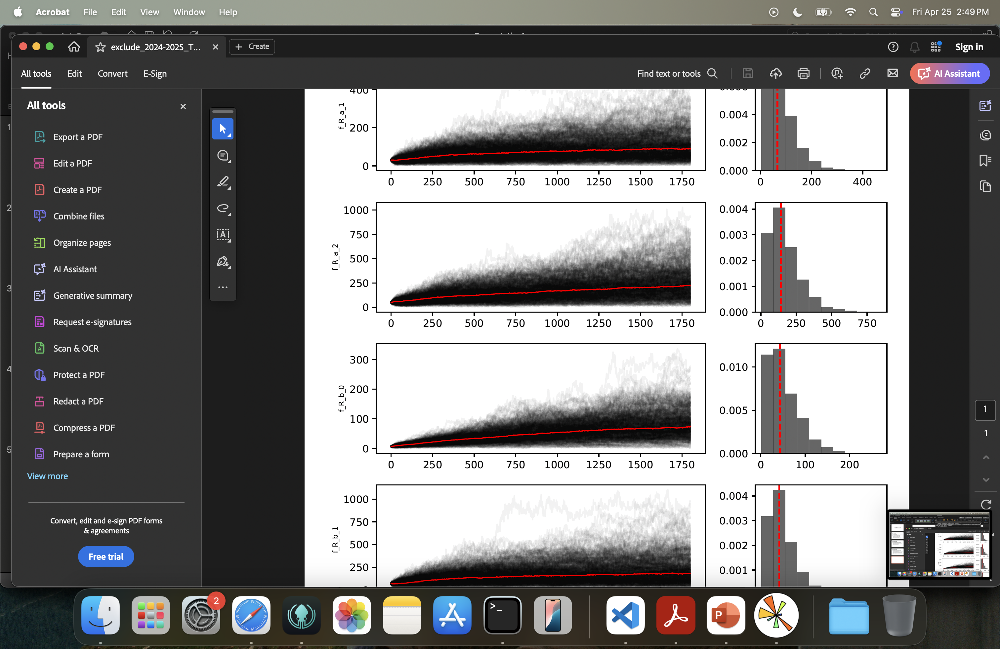 Acrobat File Edit View Window Help Fri Apr 25 2:49 PM
exclude_2024-2025_T... Create Sign in
All tools Edit Convert E-Sign Find text or tools AI Assistant
All tools
Export a PDF
Edit a PDF
Create a PDF
Combine files
Organize pages
AI Assistant
Generative summary
Request e-signatures
Scan & OCR
Protect a PDF
Redact a PDF
Compress a PDF
Prepare a form
View more
Convert, edit and e-sign PDF forms
& agreements
Free trial
1
2
3
4
5
f_R_a_1
400
200
0
0 250 500 750 1000 1250 1500 1750
0.004
0.002
0.000
0 200 400
f_R_a_2
1000
750
500
250
0
0 250 500 750 1000 1250 1500 1750
0.004
0.003
0.002
0.001
0.000
0 250 500 750
f_R_b_0
300
200
100
0
0 250 500 750 1000 1250 1500 1750
0.010
0.005
0.000
0 100 200
f_R_b_1
1000
750
500
250
0.004
0.003
0.002
0.001
1
1
2
>_
P